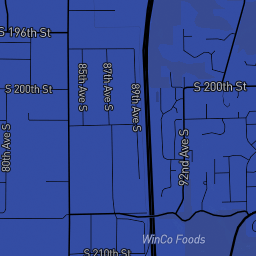 S 196th St
S 200th St
S 200th St
85th Ave S
87th Ave S
89th Ave S
80th Ave S
92nd Ave S
WinCo Foods
S 210th St